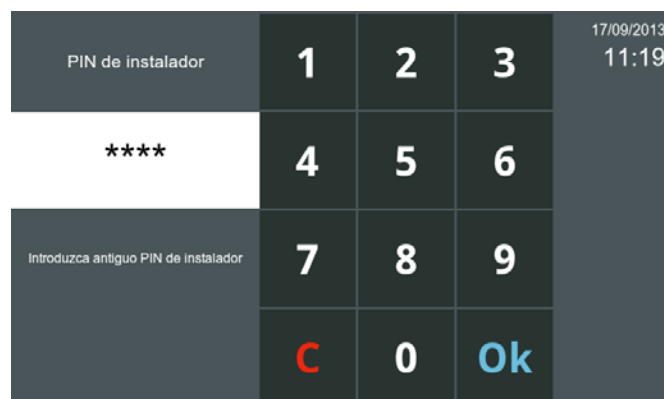 PIN de instalador
1 2 3
17/09/2013
11:19
****
4 5 6
Introduzca antiguo PIN de instalador
7 8 9
C 0 Ok